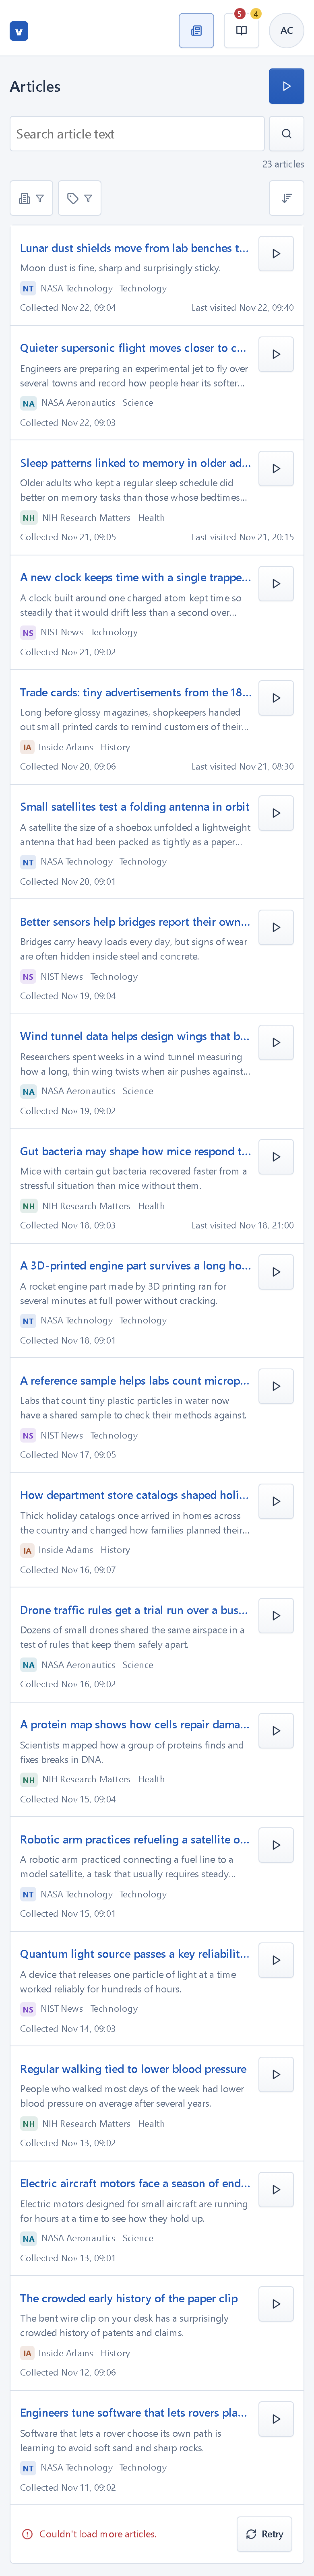 v
5
4
AC
Articles
Search article text
23 articles
Lunar dust shields move from lab benches t...
Moon dust is fine, sharp and surprisingly sticky.
NT NASA Technology Technology
Collected Nov 22, 09:04 Last visited Nov 22, 09:40
Quieter supersonic flight moves closer to c...
Engineers are preparing an experimental jet to fly over
several towns and record how people hear its softer...
NA NASA Aeronautics Science
Collected Nov 22, 09:03
Sleep patterns linked to memory in older ad...
Older adults who kept a regular sleep schedule did
better on memory tasks than those whose bedtimes...
NH NIH Research Matters Health
Collected Nov 21, 09:05 Last visited Nov 21, 20:15
A new clock keeps time with a single trappe...
A clock built around one charged atom kept time so
steadily that it would drift less than a second over...
NS NIST News Technology
Collected Nov 21, 09:02
Trade cards: tiny advertisements from the 18...
Long before glossy magazines, shopkeepers handed
out small printed cards to remind customers of their...
IA Inside Adams History
Collected Nov 20, 09:06 Last visited Nov 21, 08:30
Small satellites test a folding antenna in orbit
A satellite the size of a shoebox unfolded a lightweight
antenna that had been packed as tightly as a paper...
NT NASA Technology Technology
Collected Nov 20, 09:01
Better sensors help bridges report their own...
Bridges carry heavy loads every day, but signs of wear
are often hidden inside steel and concrete.
NS NIST News Technology
Collected Nov 19, 09:04
Wind tunnel data helps design wings that b...
Researchers spent weeks in a wind tunnel measuring
how a long, thin wing twists when air pushes against...
NA NASA Aeronautics Science
Collected Nov 19, 09:02
Gut bacteria may shape how mice respond t...
Mice with certain gut bacteria recovered faster from a
stressful situation than mice without them.
NH NIH Research Matters Health
Collected Nov 18, 09:03 Last visited Nov 18, 21:00
A 3D-printed engine part survives a long ho...
A rocket engine part made by 3D printing ran for
several minutes at full power without cracking.
NT NASA Technology Technology
Collected Nov 18, 09:01
A reference sample helps labs count microp...
Labs that count tiny plastic particles in water now
have a shared sample to check their methods against.
NS NIST News Technology
Collected Nov 17, 09:05
How department store catalogs shaped holi...
Thick holiday catalogs once arrived in homes across
the country and changed how families planned their...
IA Inside Adams History
Collected Nov 16, 09:07
Drone traffic rules get a trial run over a bus...
Dozens of small drones shared the same airspace in a
test of rules that keep them safely apart.
NA NASA Aeronautics Science
Collected Nov 16, 09:02
A protein map shows how cells repair dama...
Scientists mapped how a group of proteins finds and
fixes breaks in DNA.
NH NIH Research Matters Health
Collected Nov 15, 09:04
Robotic arm practices refueling a satellite o...
A robotic arm practiced connecting a fuel line to a
model satellite, a task that usually requires steady...
NT NASA Technology Technology
Collected Nov 15, 09:01
Quantum light source passes a key reliabilit...
A device that releases one particle of light at a time
worked reliably for hundreds of hours.
NS NIST News Technology
Collected Nov 14, 09:03
Regular walking tied to lower blood pressure
People who walked most days of the week had lower
blood pressure on average after several years.
NH NIH Research Matters Health
Collected Nov 13, 09:02
Electric aircraft motors face a season of end...
Electric motors designed for small aircraft are running
for hours at a time to see how they hold up.
NA NASA Aeronautics Science
Collected Nov 13, 09:01
The crowded early history of the paper clip
The bent wire clip on your desk has a surprisingly
crowded history of patents and claims.
IA Inside Adams History
Collected Nov 12, 09:06
Engineers tune software that lets rovers pla...
Software that lets a rover choose its own path is
learning to avoid soft sand and sharp rocks.
NT NASA Technology Technology
Collected Nov 11, 09:02
Couldn't load more articles. Retry